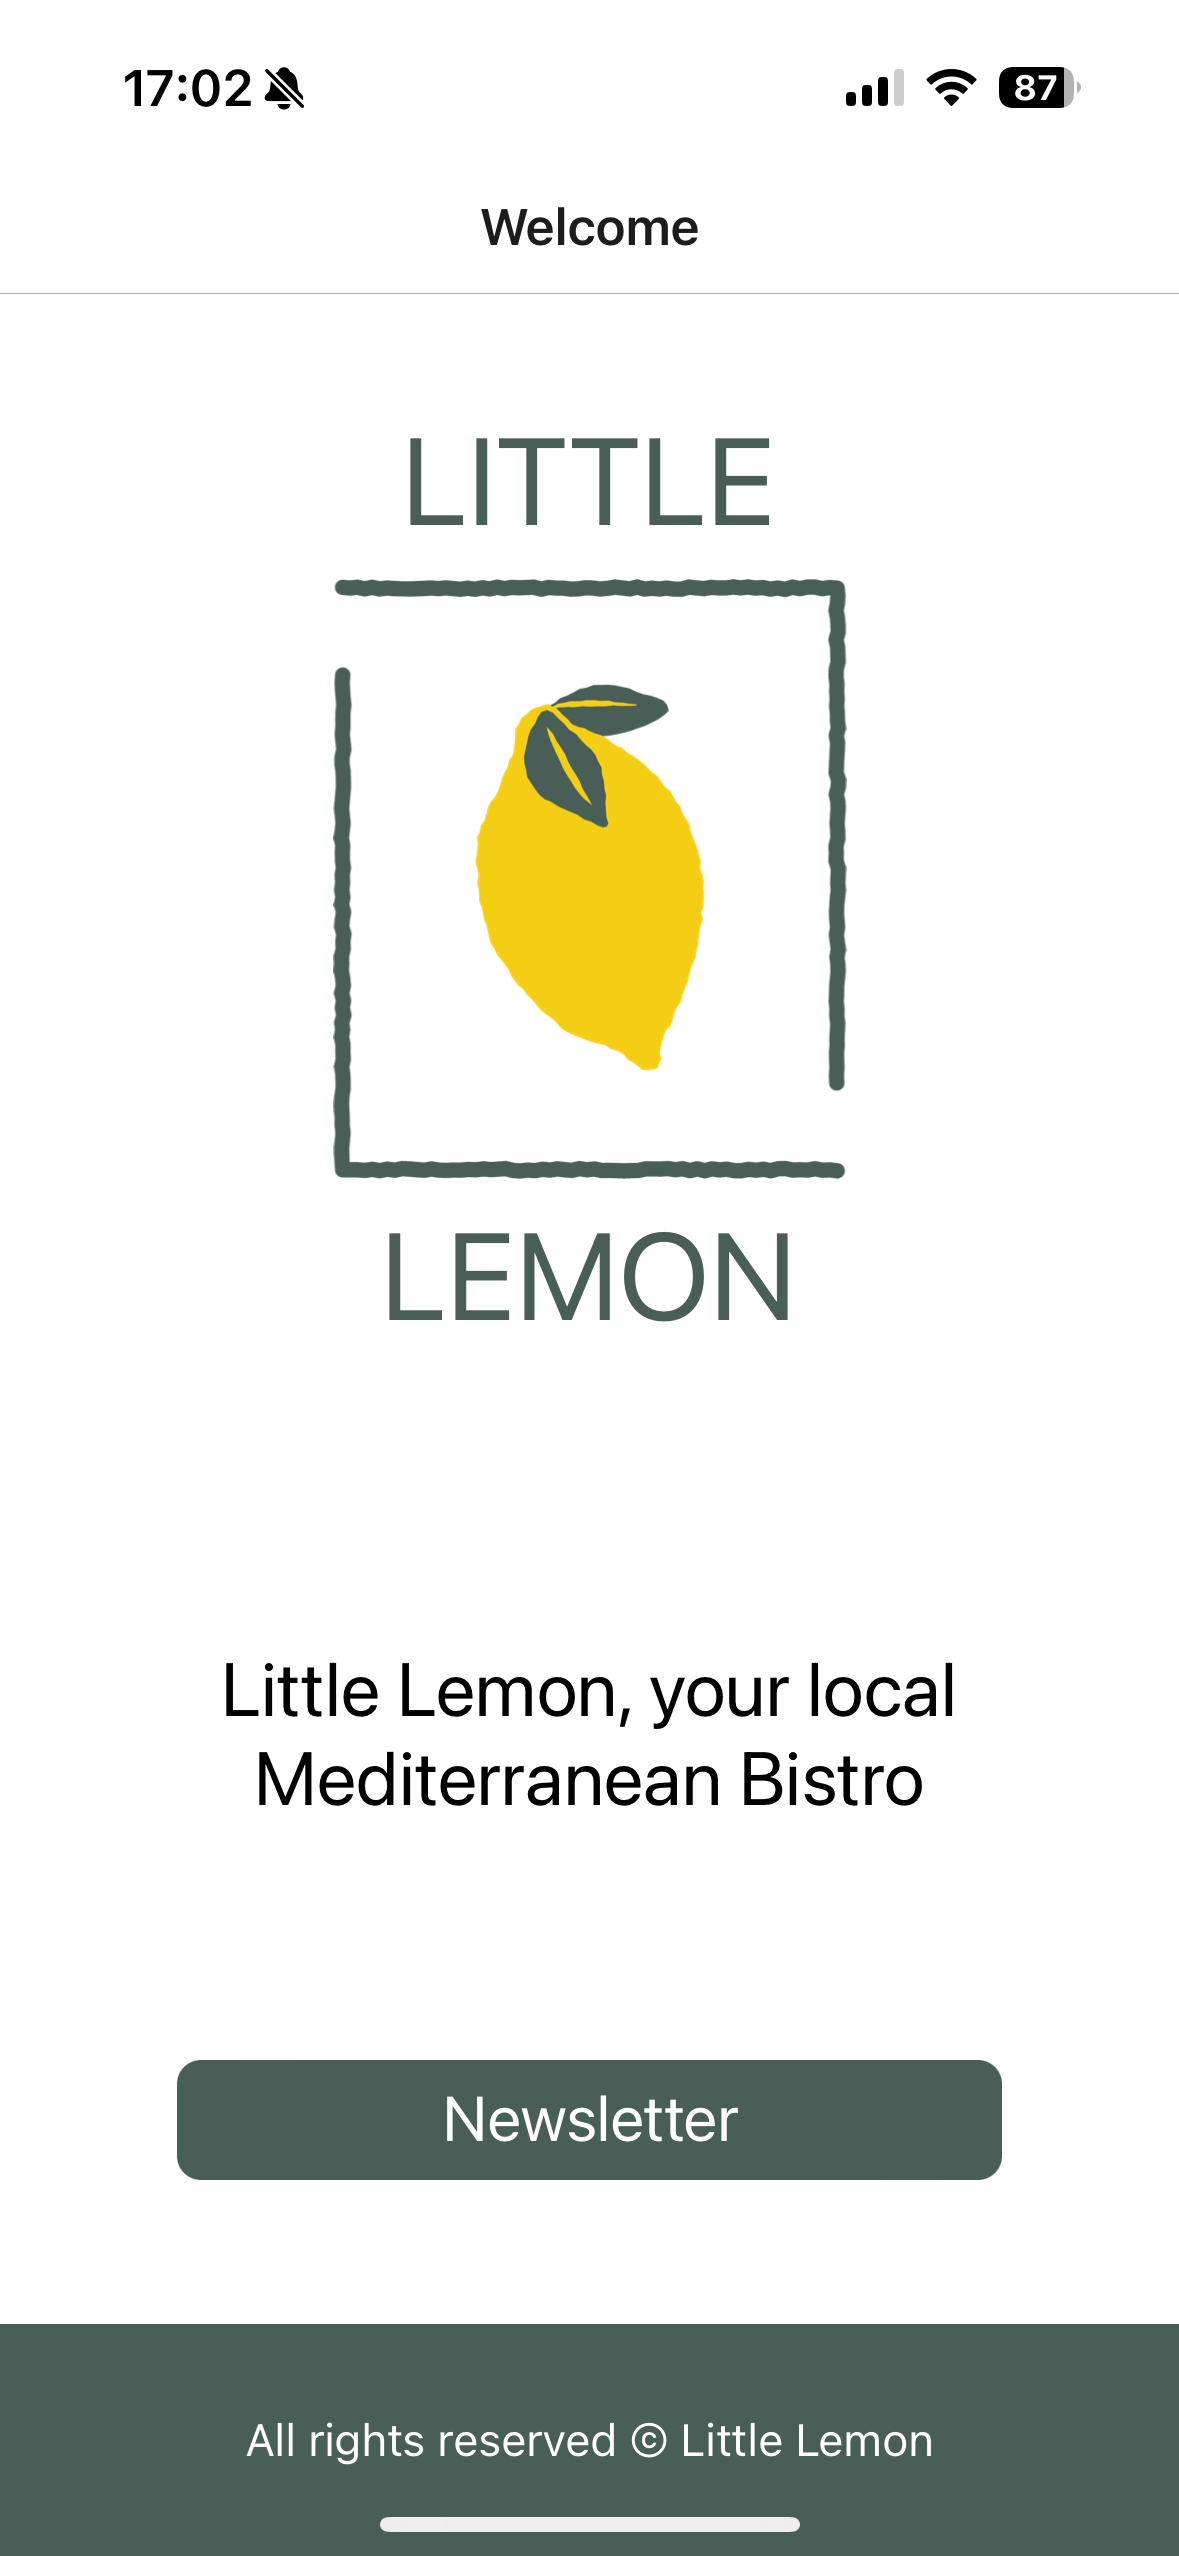 17:02
87
Welcome
LITTLE
LEMON
Little Lemon, your local
Mediterranean Bistro
Newsletter
All rights reserved © Little Lemon